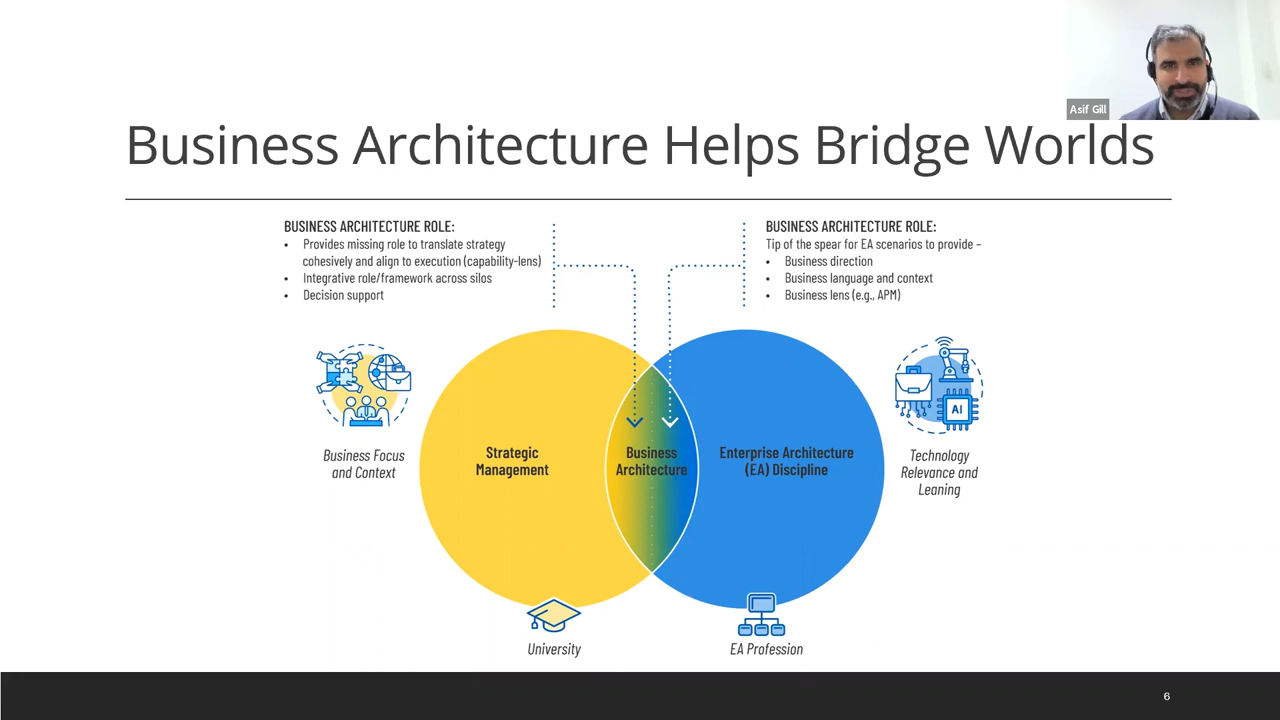 Asif Gill
Business Architecture Helps Bridge Worlds
BUSINESS ARCHITECTURE ROLE:
• Provides missing role to translate strategy
cohesively and align to execution (capability-lens)
• Integrative role/framework across silos
• Decision support
BUSINESS ARCHITECTURE ROLE:
Tip of the spear for EA scenarios to provide –
• Business direction
• Business language and context
• Business lens (e.g., APM)
Business Focus
and Context
Strategic
Management
Business
Architecture
Enterprise Architecture
(EA) Discipline
AI
Technology
Relevance and
Leaning
University
EA Profession
6